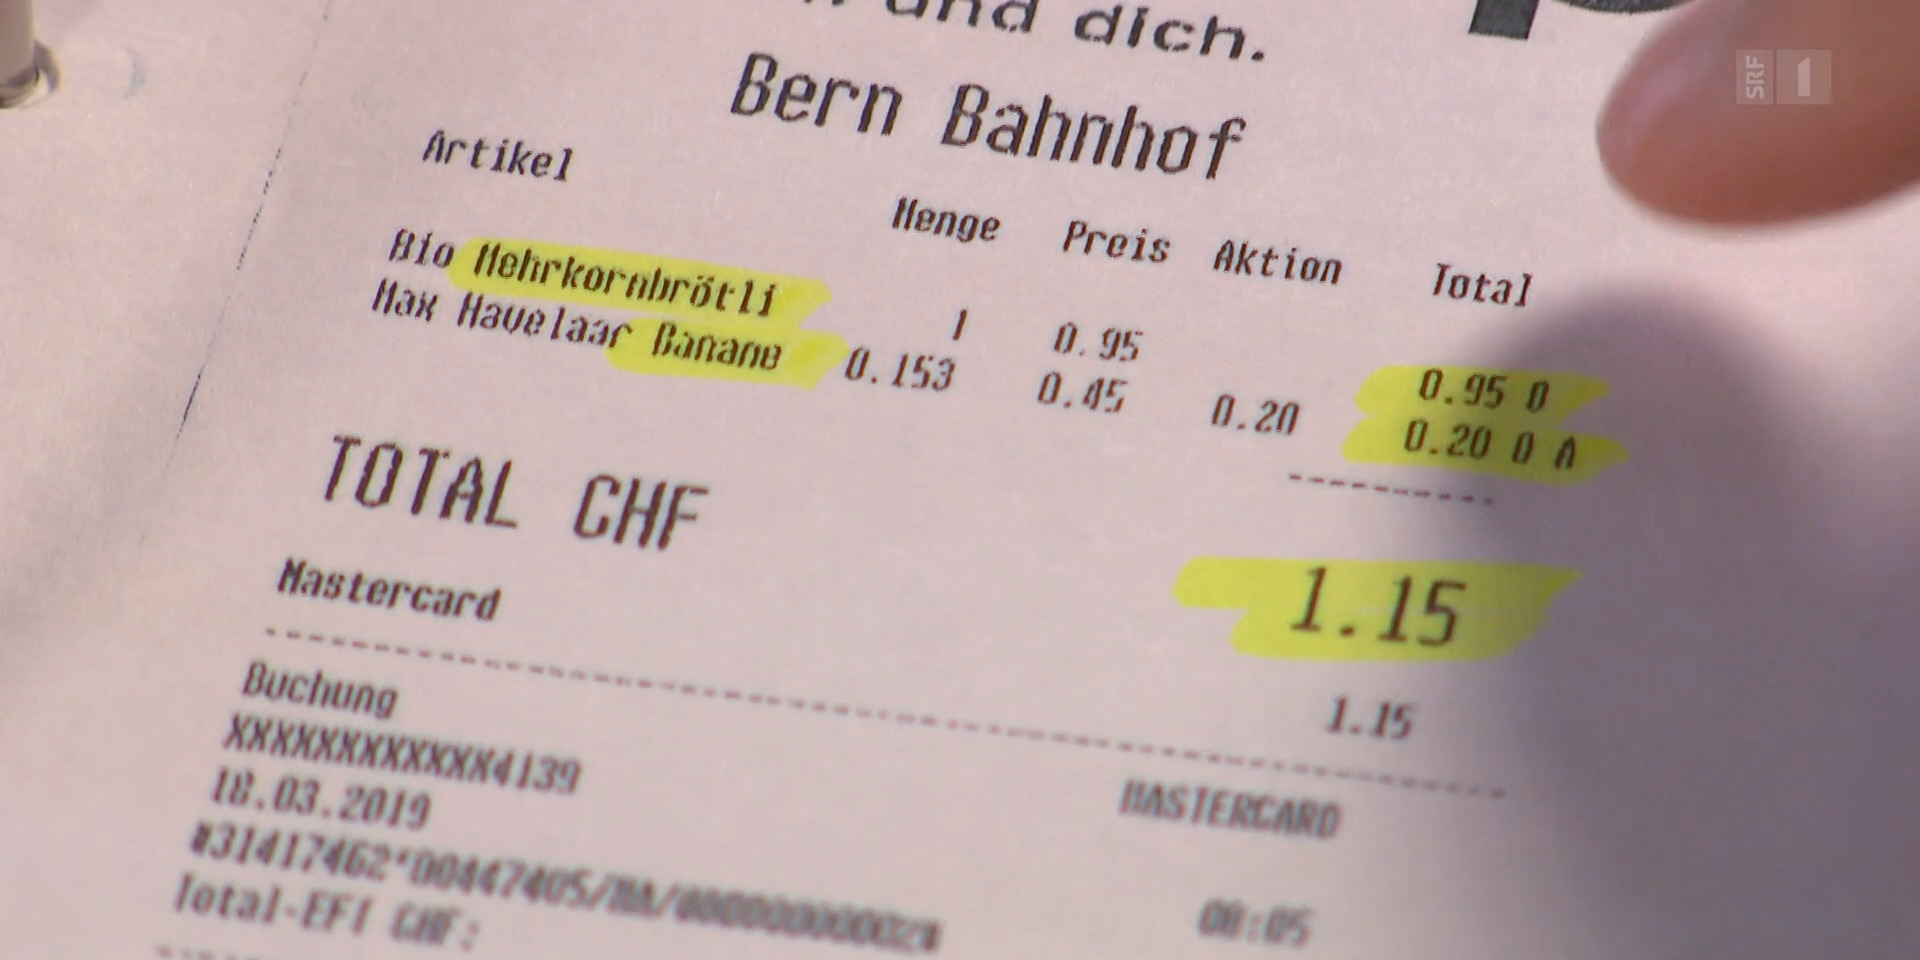 und dich.
SRF 1
Bern Bahnhof
Artikel Menge Preis Aktion Total
Bio Mehrkornbrötli 1 0.95 0.95 0
Max Havelaar Banane 0.153 0.45 0.20 0.20 0 A
----------
TOTAL CHF 1.15
Mastercard 1.15
Buchung MASTERCARD
XXXXXXXXXXXX4139
18.03.2019 08:05
Total-EFT CHF: